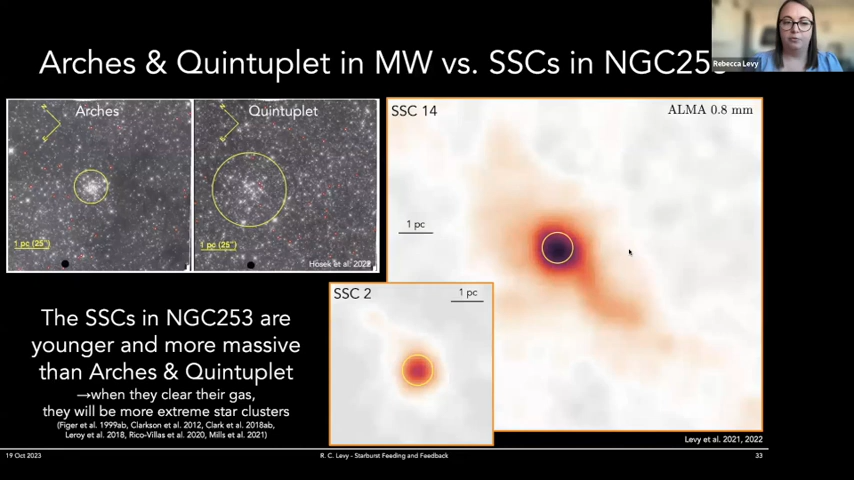 Arches & Quintuplet in MW vs. SSCs in NGC25
Rebecca Levy
Arches
Quintuplet
1 pc (25")
1 pc (25")
Hosek et al. 2022
SSC 14
ALMA 0.8 mm
1 pc
SSC 2
1 pc
The SSCs in NGC253 are
younger and more massive
than Arches & Quintuplet
→when they clear their gas,
they will be more extreme star clusters
(Figer et al. 1999ab, Clarkson et al. 2012, Clark et al. 2018ab,
Leroy et al. 2018, Rico-Villas et al. 2020, Mills et al. 2021)
Levy et al. 2021, 2022
19 Oct 2023
R. C. Levy - Starburst Feeding and Feedback
33